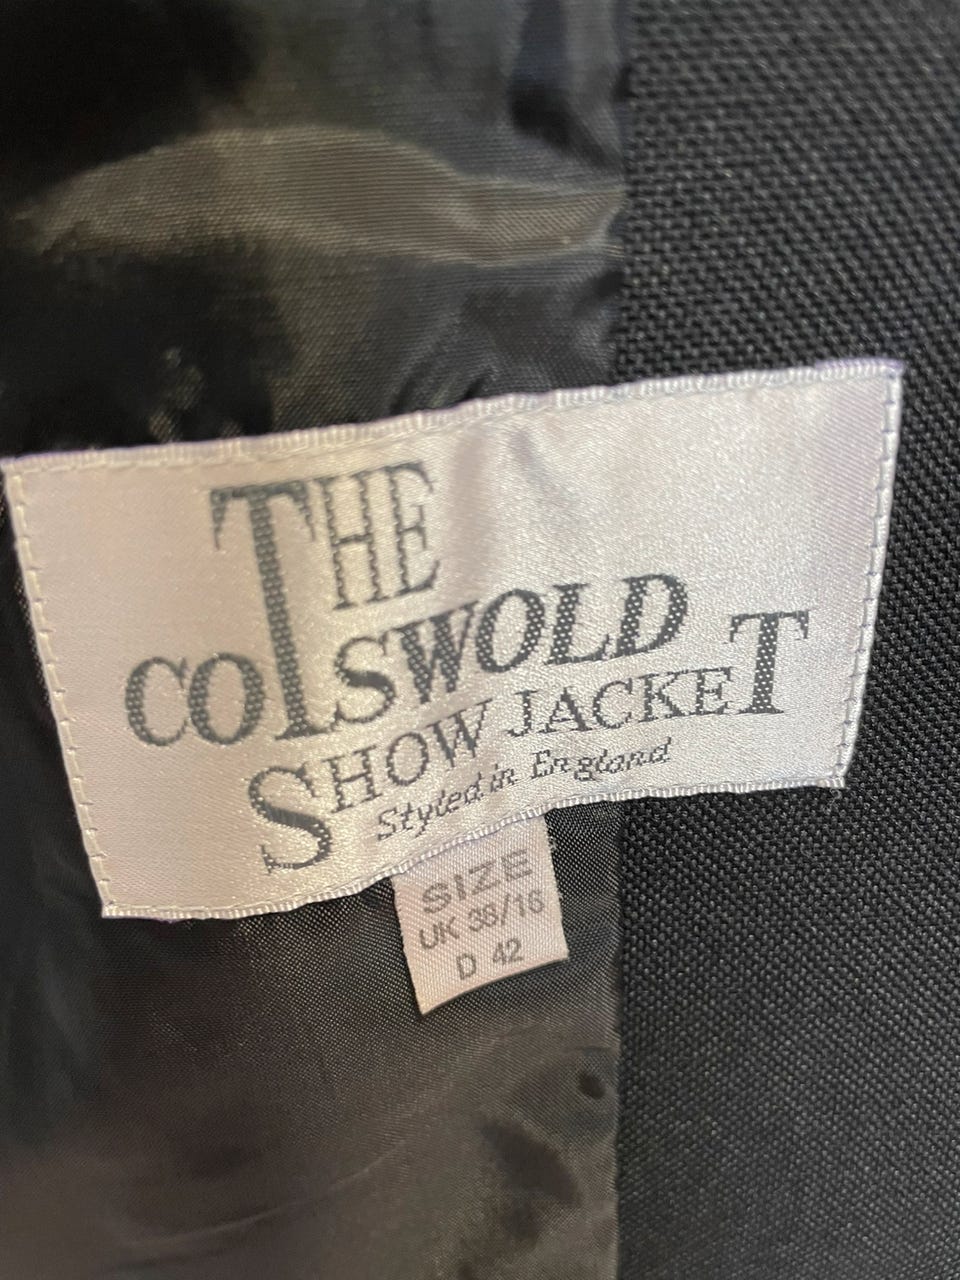 THE
COTSWOLD
SHOW JACKET
Styled in England
SIZE
UK 38/16
D 42